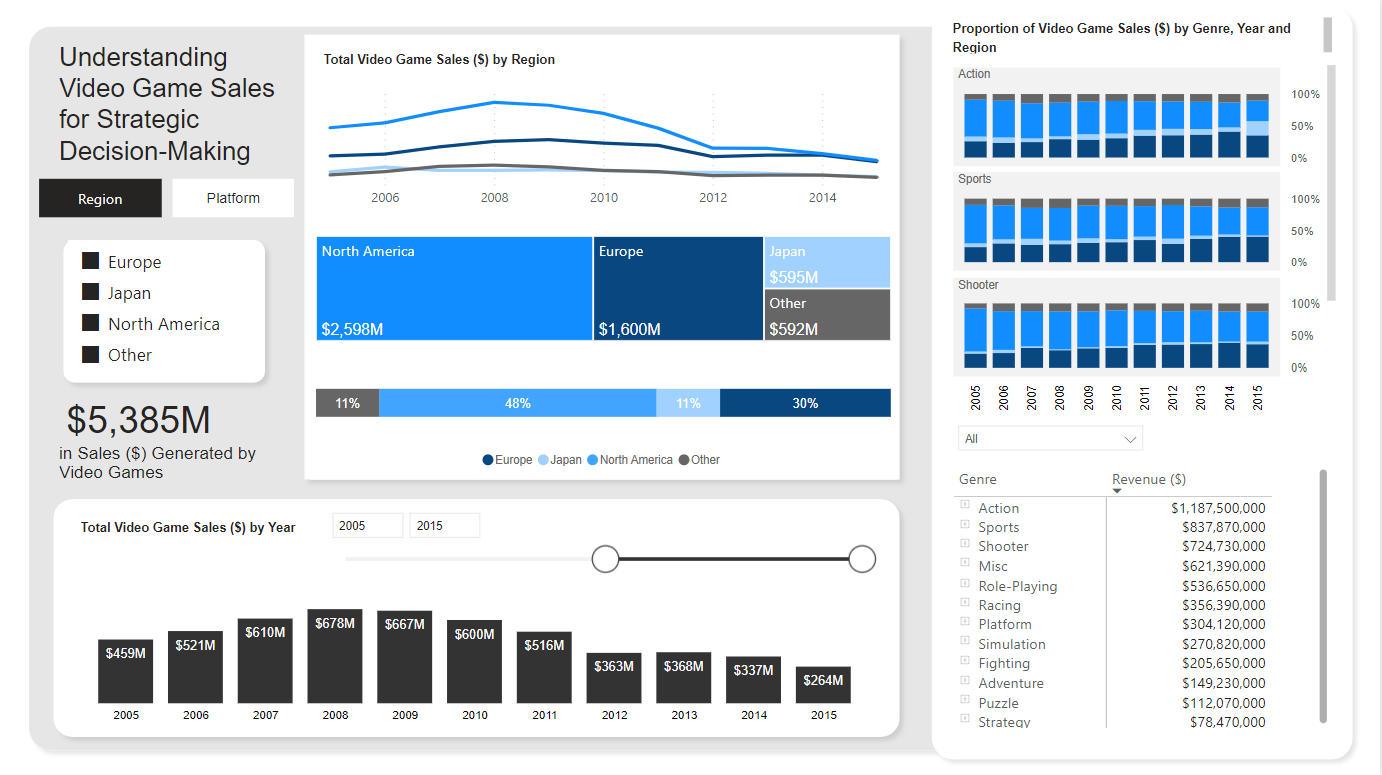 Understanding
Video Game Sales
for Strategic
Decision-Making
Region
Platform
Europe
Japan
North America
Other
$5,385M
in Sales ($) Generated by
Video Games
Total Video Game Sales ($) by Region
2006
2008
2010
2012
2014
North America
$2,598M
Europe
$1,600M
Japan
$595M
Other
$592M
11%
48%
11%
30%
Europe
Japan
North America
Other
Total Video Game Sales ($) by Year
2005
2015
$459M
$521M
$610M
$678M
$667M
$600M
$516M
$363M
$368M
$337M
$264M
2005
2006
2007
2008
2009
2010
2011
2012
2013
2014
2015
Proportion of Video Game Sales ($) by Genre, Year and
Region
Action
100%
50%
0%
Sports
100%
50%
0%
Shooter
100%
50%
0%
2005
2006
2007
2008
2009
2010
2011
2012
2013
2014
2015
All
Genre Revenue ($)
Action $1,187,500,000
Sports $837,870,000
Shooter $724,730,000
Misc $621,390,000
Role-Playing $536,650,000
Racing $356,390,000
Platform $304,120,000
Simulation $270,820,000
Fighting $205,650,000
Adventure $149,230,000
Puzzle $112,070,000
Strategy $78,470,000